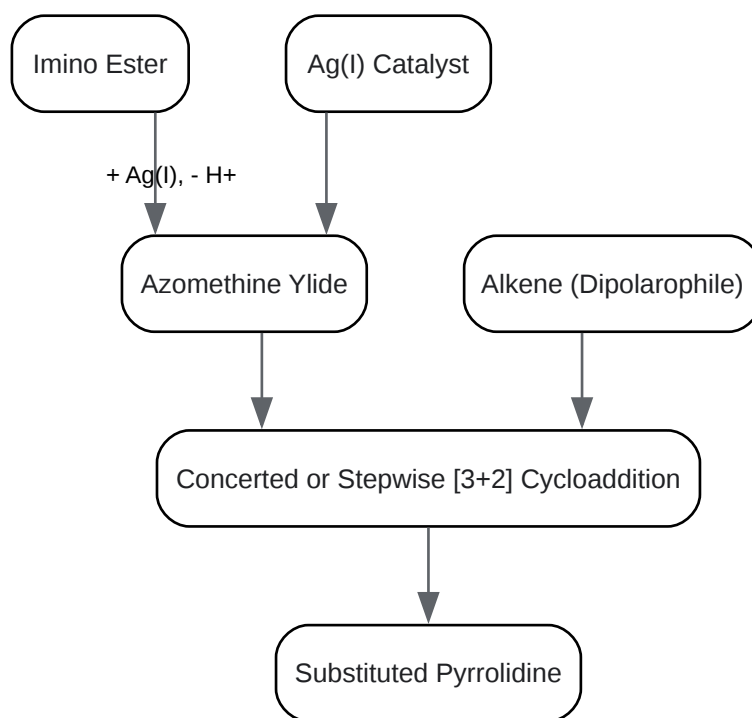 Imino Ester
Ag(I) Catalyst
+ Ag(I), - H+
Azomethine Ylide
Alkene (Dipolarophile)
Concerted or Stepwise [3+2] Cycloaddition
Substituted Pyrrolidine